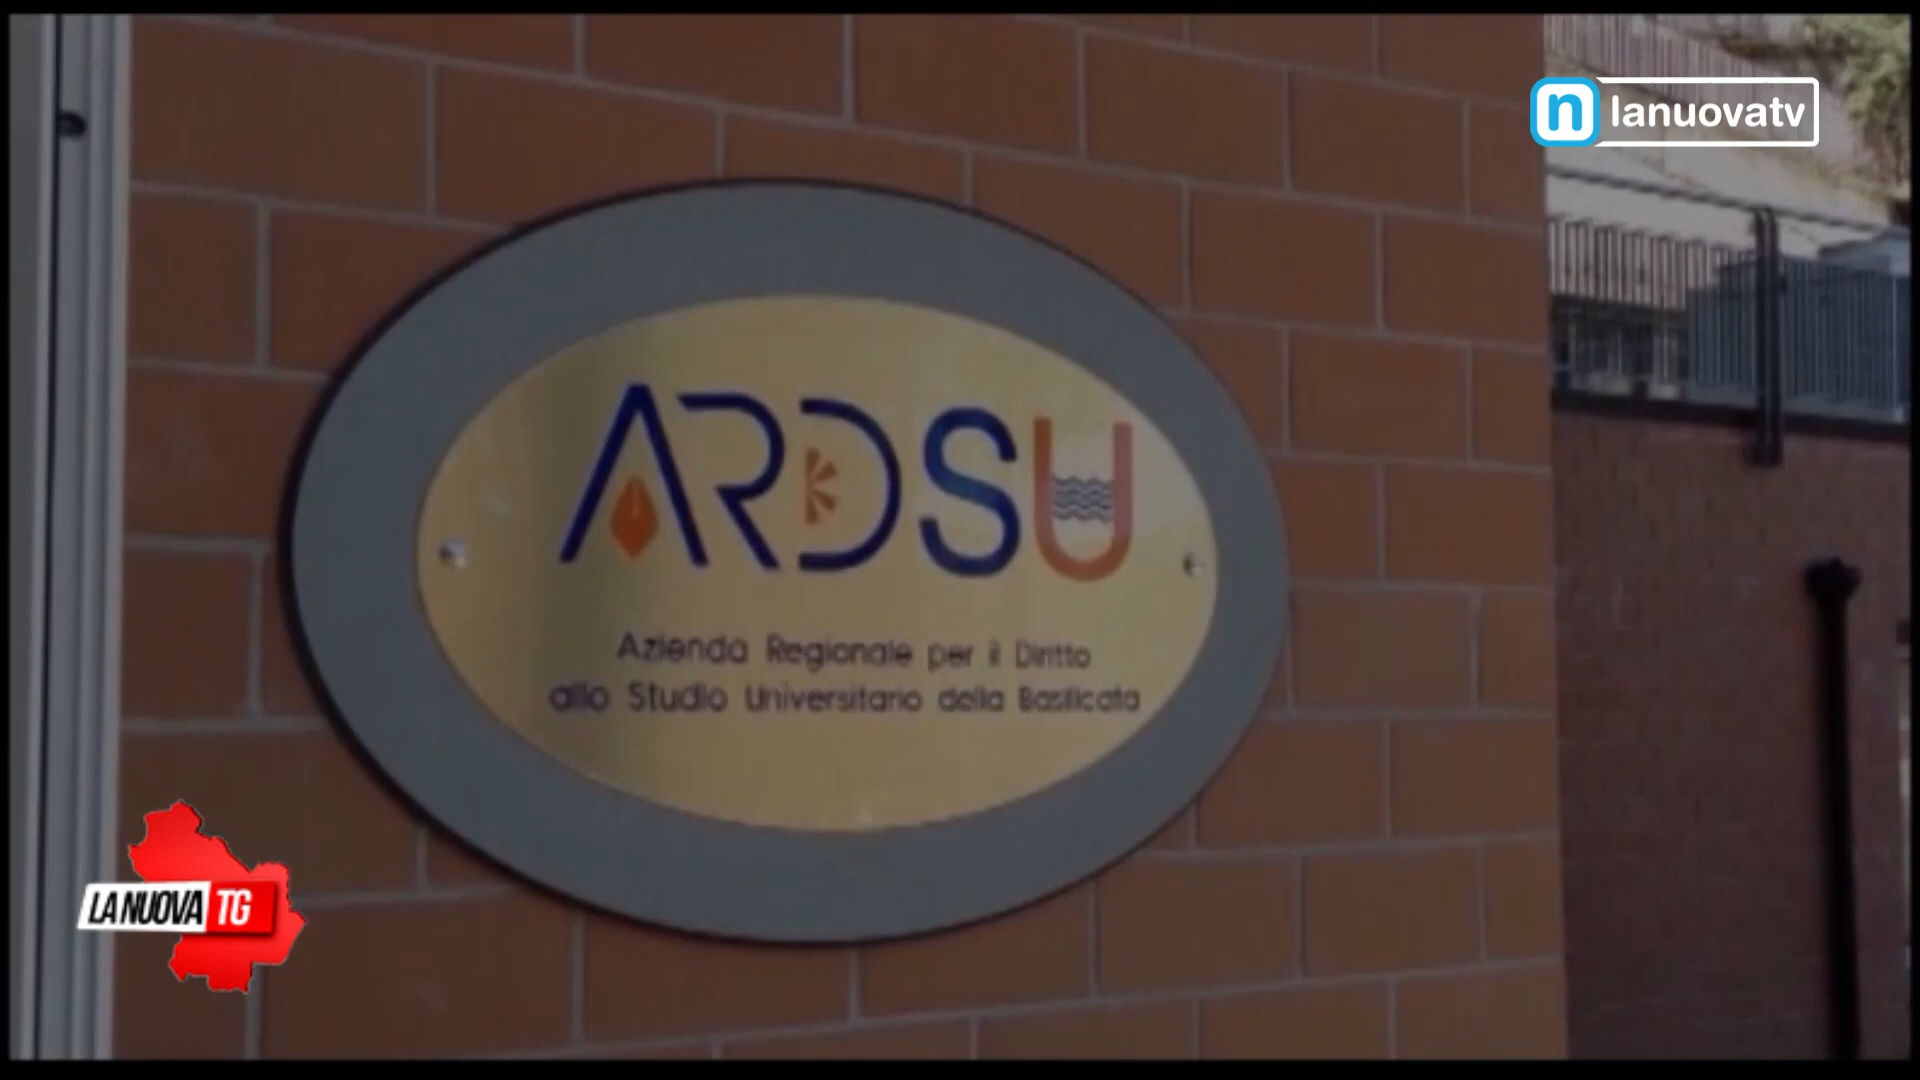 lanuovatv
ARDSU
Azienda Regionale per il Diritto
allo Studio Universitario della Basilicata
LA NUOVA TG